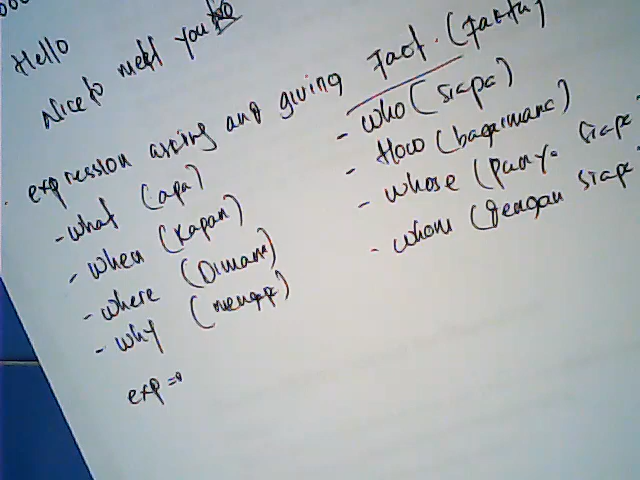 Hello
Nice to meet you
expression asking and giving Fact. (Fakta)
- what (apa)
- when (Kapan)
- where (Dimana)
- why (mengapa)
- who (siapa)
- How (bagaimana)
- whose (punya siapa
- whom (dengan siapa
exp =